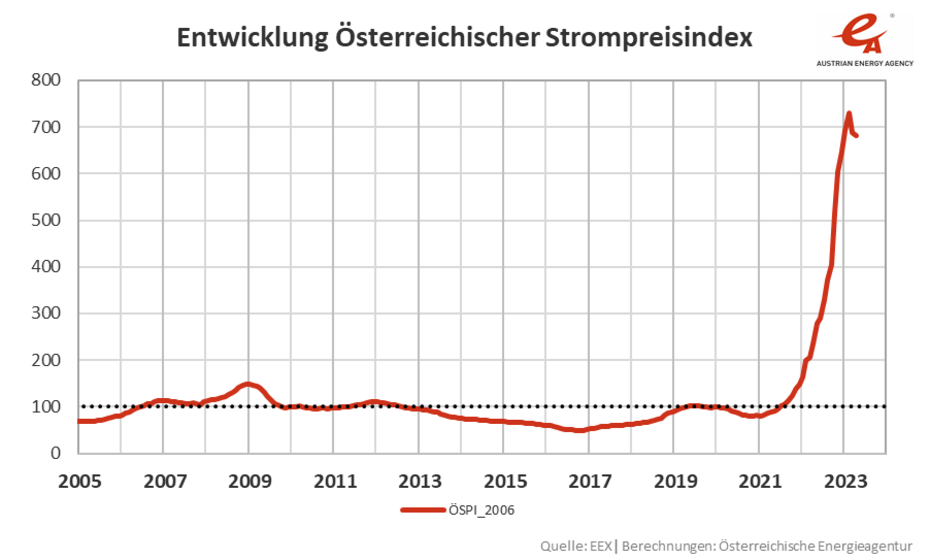 Entwicklung Österreichischer Strompreisindex
®
eA
AUSTRIAN ENERGY AGENCY
800
700
600
500
400
300
200
100
0
2005 2007 2009 2011 2013 2015 2017 2019 2021 2023
ÖSPI_2006
Quelle: EEX| Berechnungen: Österreichische Energieagentur